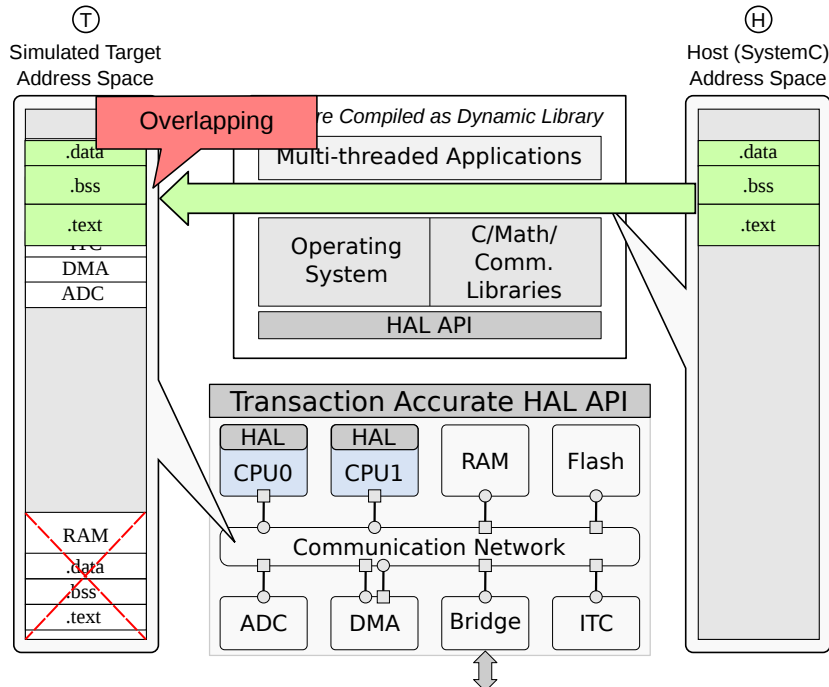 T
Simulated Target
Address Space
H
Host (SystemC)
Address Space
Overlapping
re Compiled as Dynamic Library
Multi-threaded Applications
Operating
System
C/Math/
Comm.
Libraries
HAL API
.data
.bss
.text
ITC
DMA
ADC
RAM
.data
.bss
.text
.data
.bss
.text
Transaction Accurate HAL API
HAL
CPU0
HAL
CPU1
RAM
Flash
Communication Network
ADC
DMA
Bridge
ITC